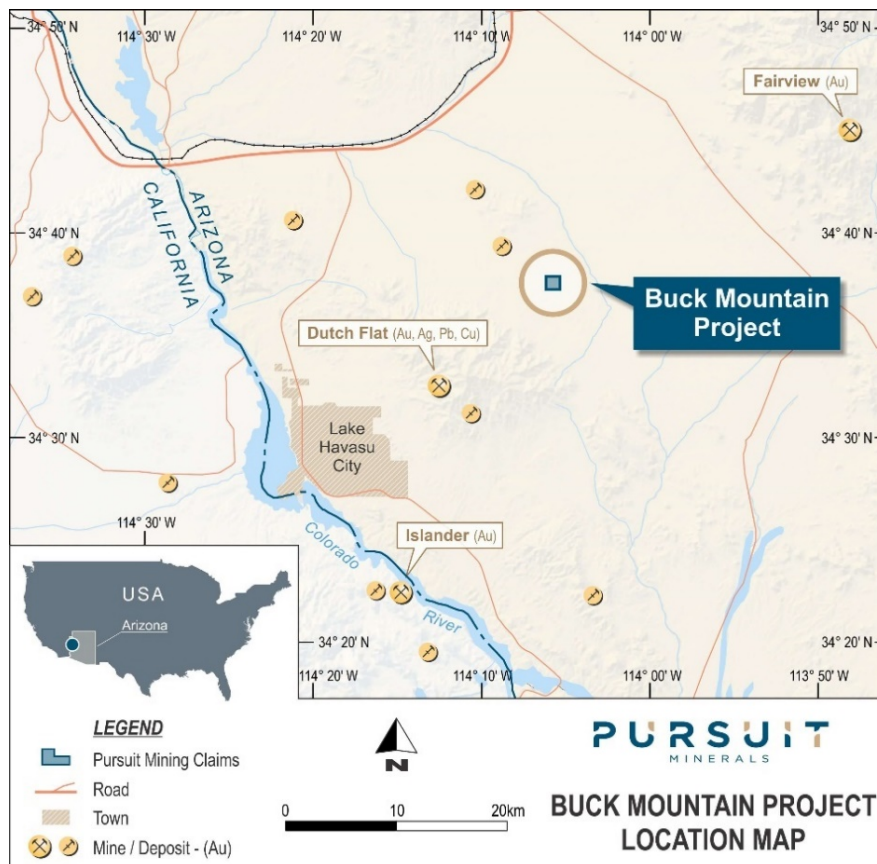 34° 50' N
114° 30' W
114° 20' W
114° 10' W
114° 00' W
34° 50' N
Fairview (Au)
ARIZONA
CALIFORNIA
34° 40' N
34° 40' N
Buck Mountain
Project
Dutch Flat (Au, Ag, Pb, Cu)
34° 30' N
Lake
Havasu
City
34° 30' N
114° 30' W
Colorado
Islander (Au)
River
USA
Arizona
34° 20' N
34° 20' N
114° 20' W
114° 10' W
114° 00' W
113° 50' W
LEGEND
Pursuit Mining Claims
Road
Town
Mine / Deposit - (Au)
N
0
10
20km
PURSUIT
MINERALS
BUCK MOUNTAIN PROJECT
LOCATION MAP